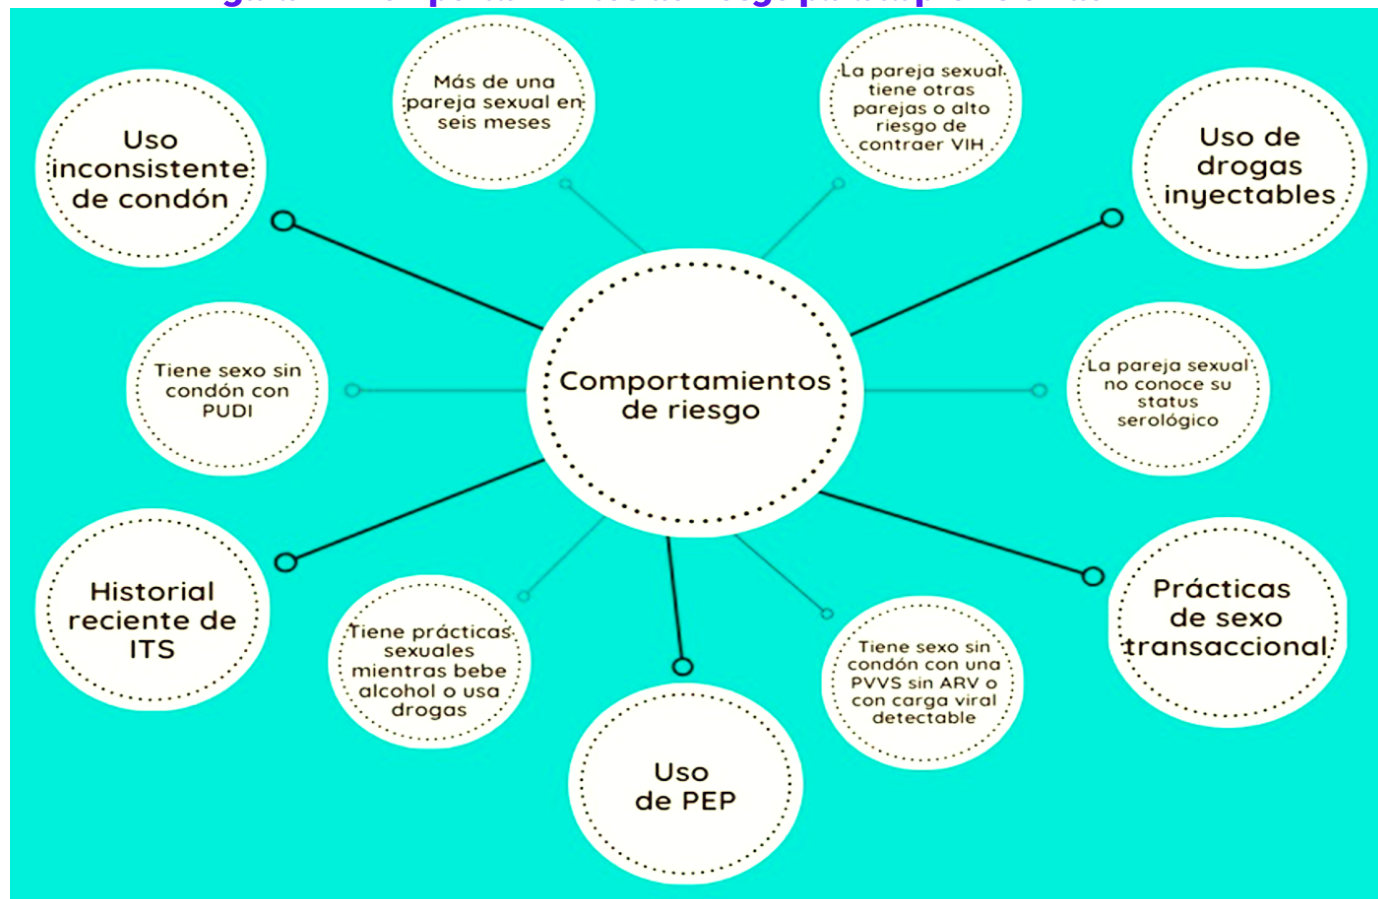 Más de una
pareja sexual en
seis meses
La pareja sexual
tiene otras
parejas o alto
riesgo de
contraer VIH
Uso
inconsistente
de condón
Uso de
drogas
inyectables
Tiene sexo sin
condón con
PUDI
Comportamientos
de riesgo
La pareja sexual
no conoce su
status
serológico
Historial
reciente de
ITS
Tiene prácticas
sexuales
mientras bebe
alcohol o usa
drogas
Uso
de PEP
Tiene sexo sin
condón con una
PVVS sin ARV o
con carga viral
detectable
Prácticas
de sexo
transaccional